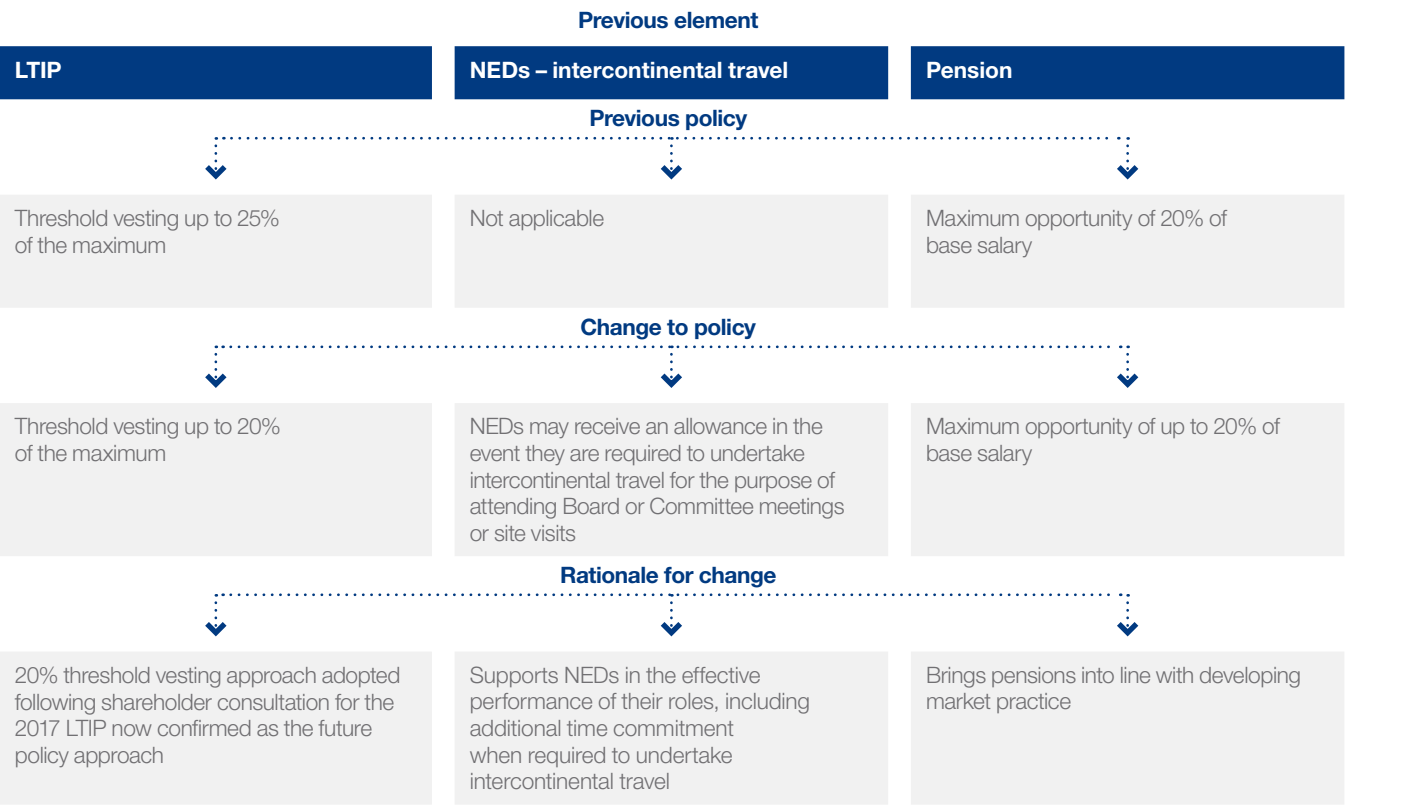 Previous element
LTIP
NEDs – intercontinental travel
Pension
Previous policy
Threshold vesting up to 25%
of the maximum
Not applicable
Maximum opportunity of 20% of
base salary
Change to policy
Threshold vesting up to 20%
of the maximum
NEDs may receive an allowance in the
event they are required to undertake
intercontinental travel for the purpose of
attending Board or Committee meetings
or site visits
Maximum opportunity of up to 20% of
base salary
Rationale for change
20% threshold vesting approach adopted
following shareholder consultation for the
2017 LTIP now confirmed as the future
policy approach
Supports NEDs in the effective
performance of their roles, including
additional time commitment
when required to undertake
intercontinental travel
Brings pensions into line with developing
market practice